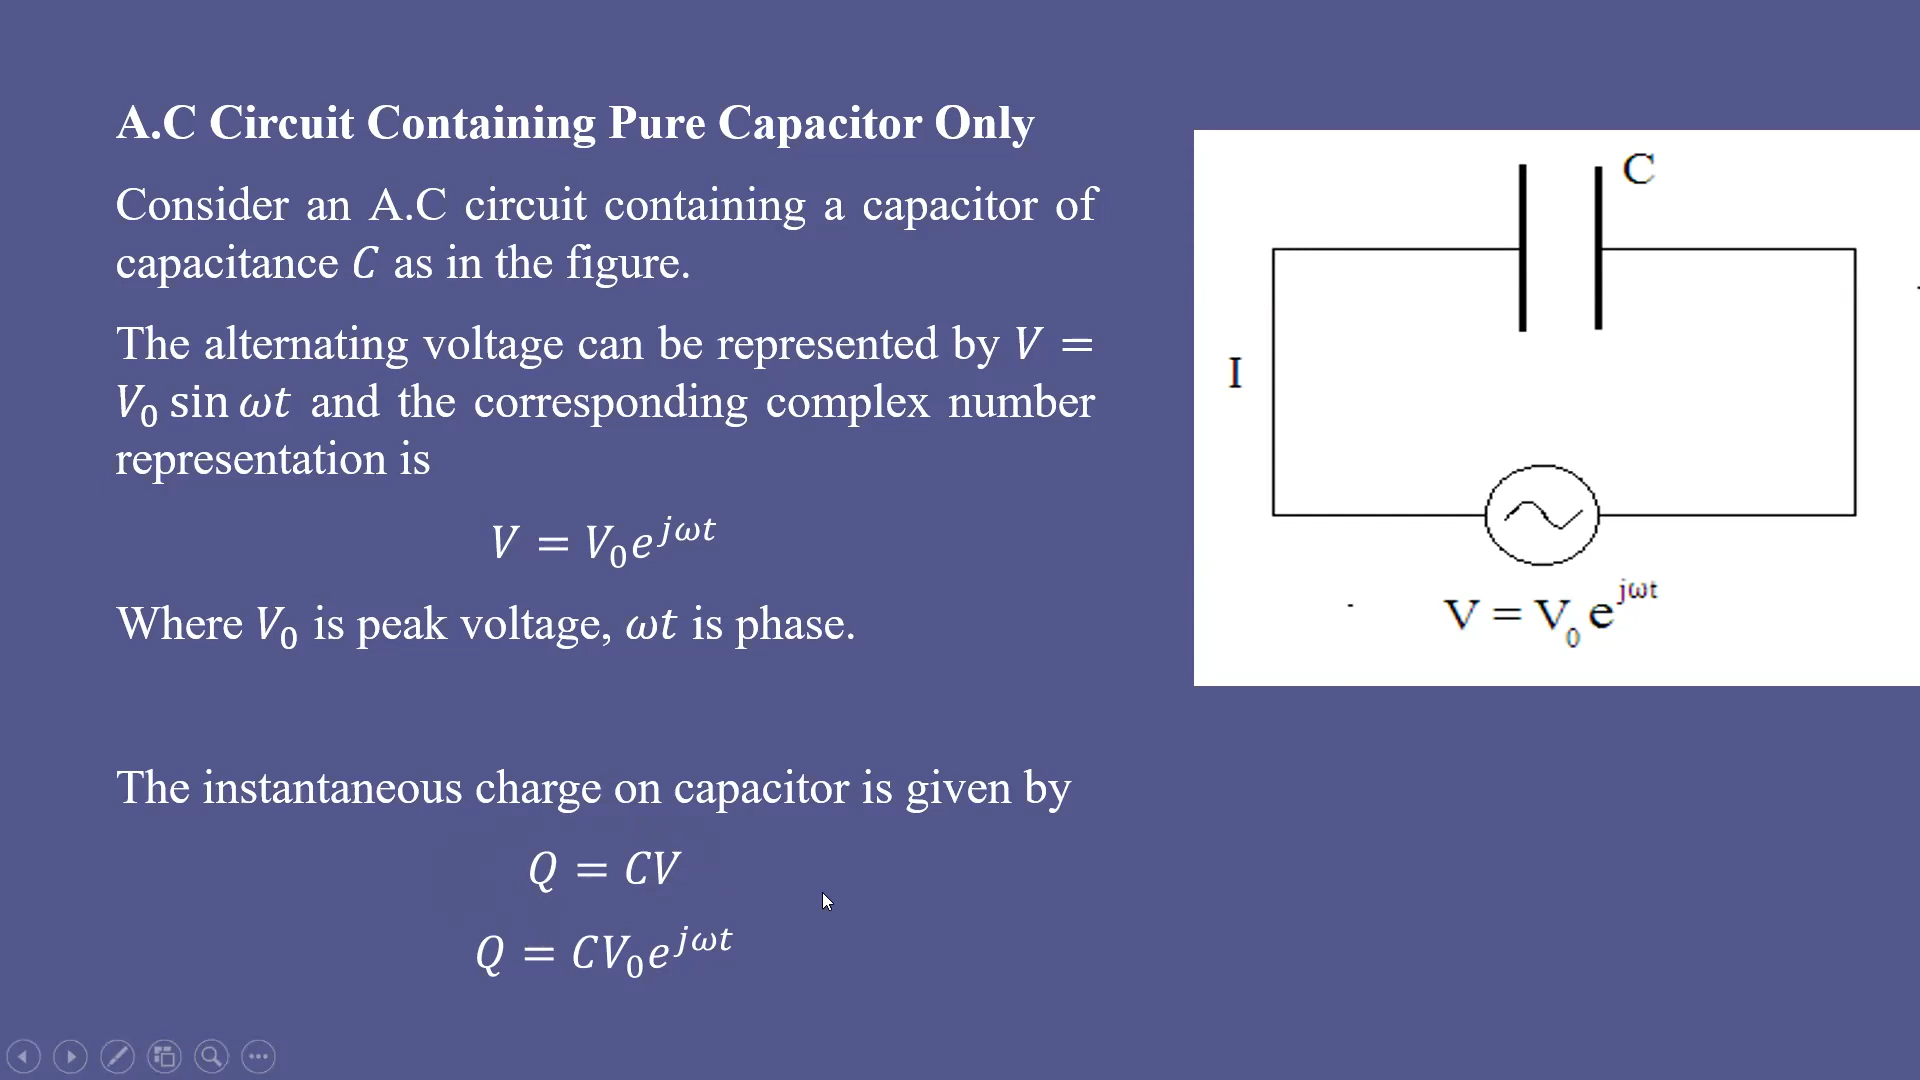 A.C Circuit Containing Pure Capacitor Only
Consider an A.C circuit containing a capacitor of
capacitance C as in the figure.
The alternating voltage can be represented by V =
V₀ sin ωt and the corresponding complex number
representation is
V = V₀e^{jωt}
Where V₀ is peak voltage, ωt is phase.
The instantaneous charge on capacitor is given by
Q = CV
Q = CV₀e^{jωt}
C
I
V = V₀ e^{jωt}